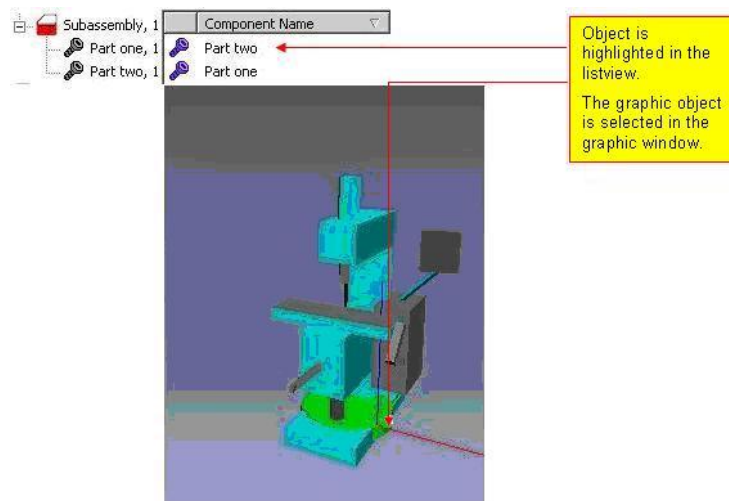 Subassembly, 1
Component Name
Part one, 1
Part two
Part two, 1
Part one
Object is
highlighted in the
listview.
The graphic object
is selected in the
graphic window.